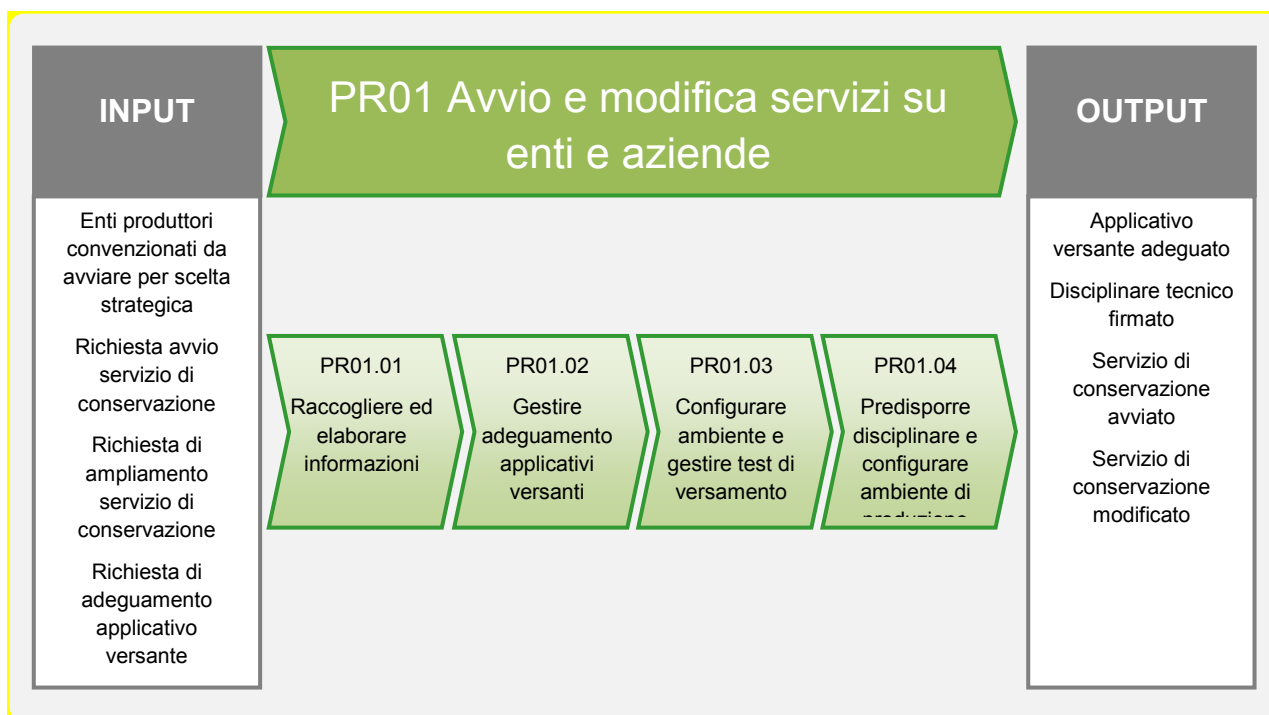 INPUT
PR01 Avvio e modifica servizi su
enti e aziende
OUTPUT
Enti produttori
convenzionati da
avviare per scelta
strategica
Richiesta avvio
servizio di
conservazione
Richiesta di
ampliamento
servizio di
conservazione
Richiesta di
adeguamento
applicativo
versante
PR01.01
Raccogliere ed
elaborare
informazioni
PR01.02
Gestire
adeguamento
applicativi
versanti
PR01.03
Configurare
ambiente e
gestire test di
versamento
PR01.04
Predisporre
disciplinare e
configurare
ambiente di
produzione
Applicativo
versante adeguato
Disciplinare tecnico
firmato
Servizio di
conservazione
avviato
Servizio di
conservazione
modificato